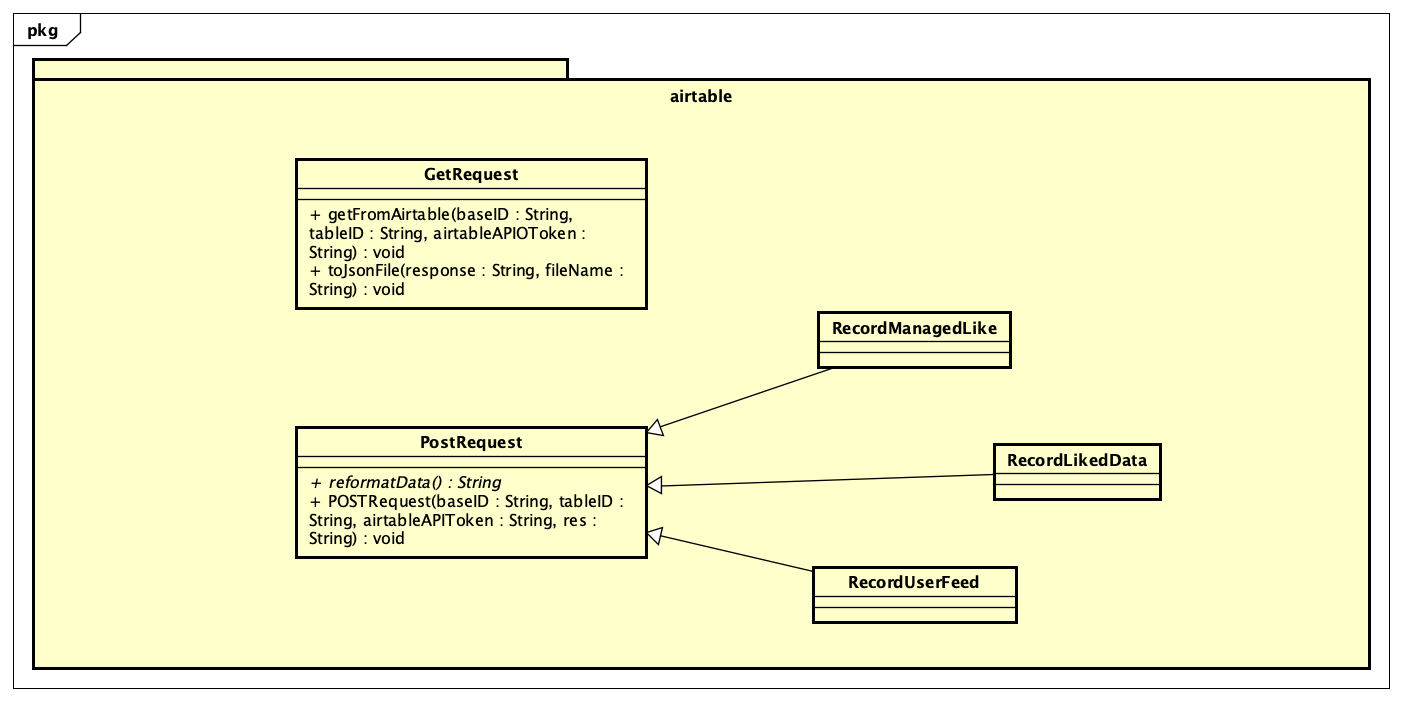 pkg
airtable
GetRequest
+ getFromAirtable(baseID : String,
tableID : String, airtableAPIOToken :
String) : void
+ toJsonFile(response : String, fileName :
String) : void
RecordManagedLike
PostRequest
+ reformatData() : String
+ POSTRequest(baseID : String, tableID :
String, airtableAPIToken : String, res :
String) : void
RecordLikedData
RecordUserFeed